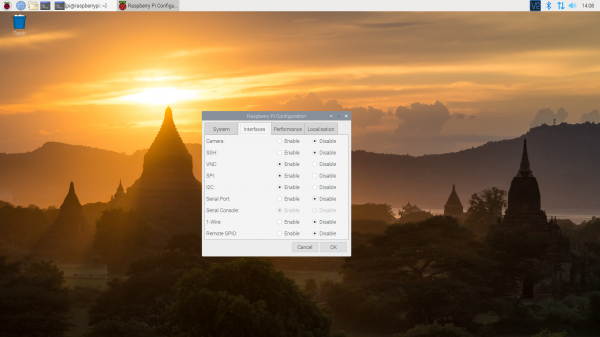 pi@raspberrypi: ~
Raspberry Pi Configu...
14:08
Trash
Raspberry Pi Configuration
System Interfaces Performance Localisation
Camera: Enable Disable
SSH: Enable Disable
VNC: Enable Disable
SPI: Enable Disable
I2C: Enable Disable
Serial Port: Enable Disable
Serial Console: Enable Disable
1-Wire: Enable Disable
Remote GPIO: Enable Disable
Cancel OK